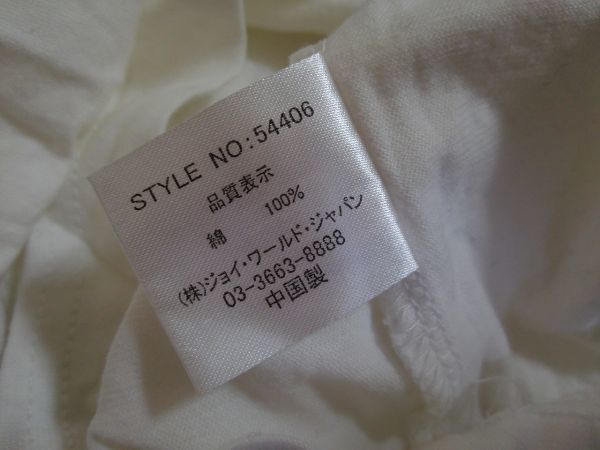 STYLE NO:54406
品質表示
綿 100%
(株)ジョイ・ワールド・ジャパン
03-3663-8888
中国製